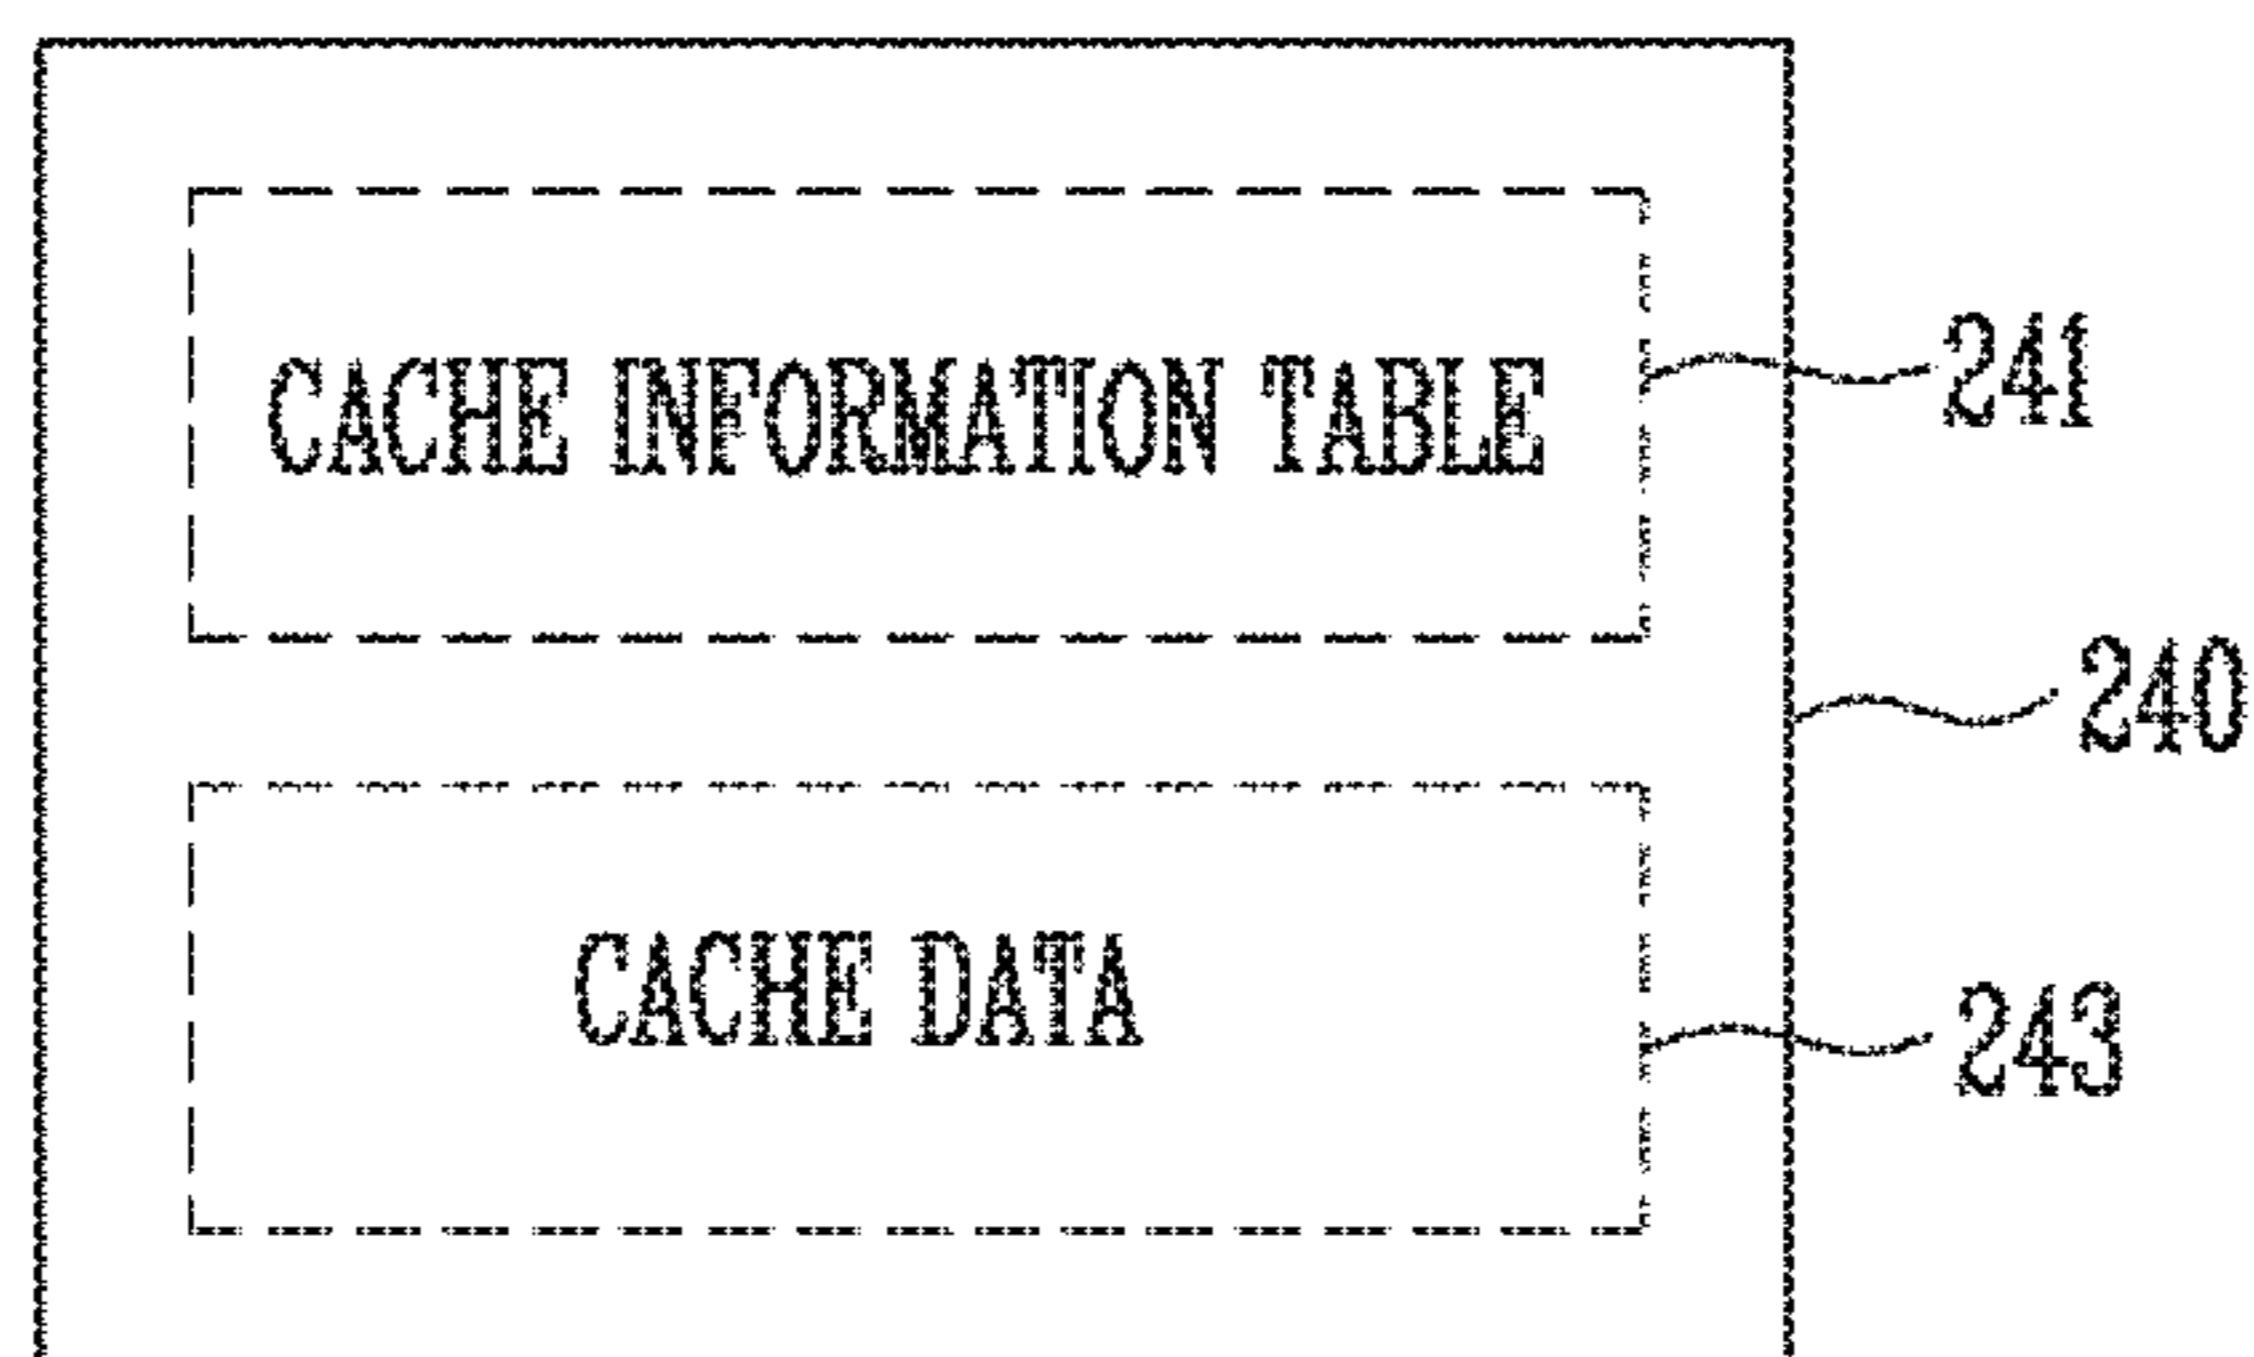 CACHE INFORMATION TABLE
241
240
CACHE DATA
243